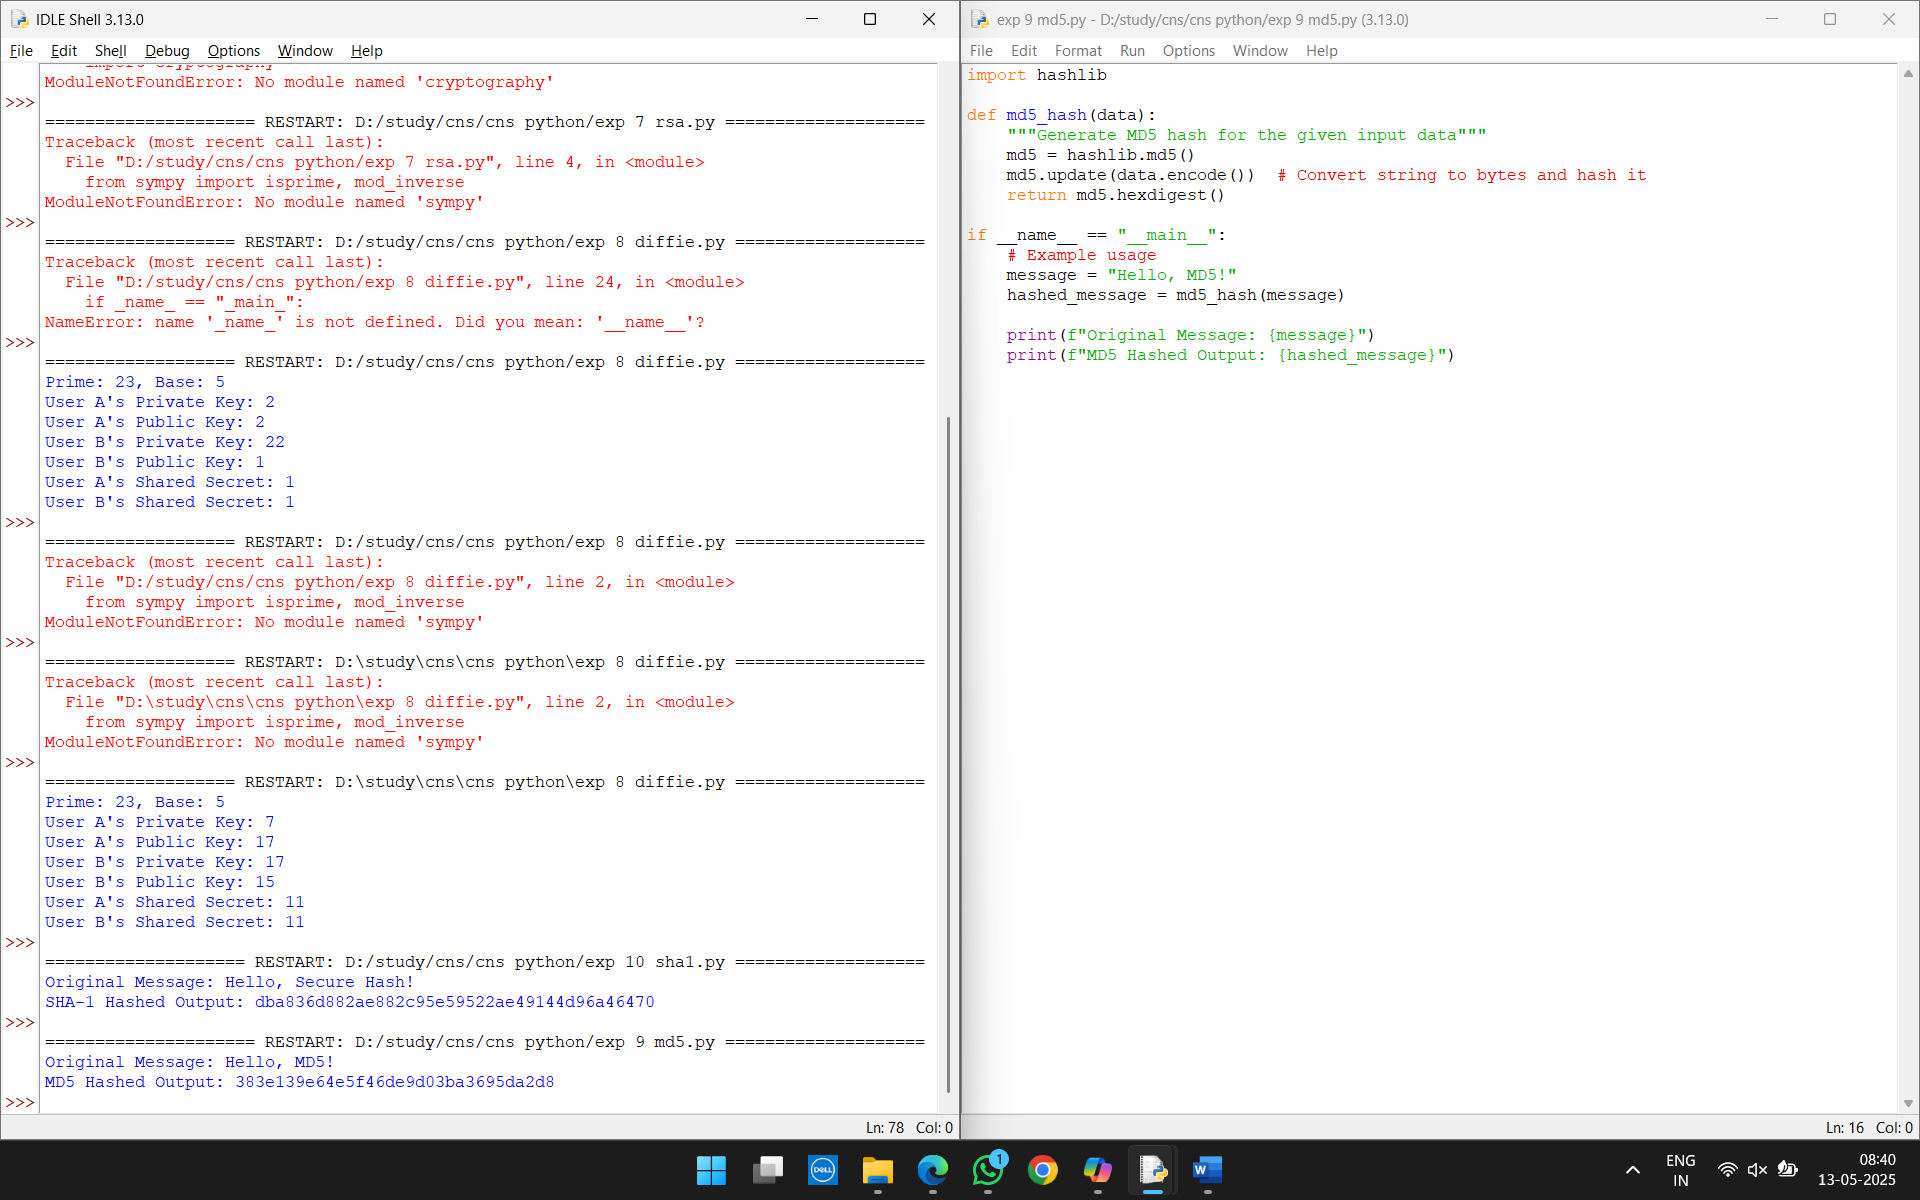 IDLE Shell 3.13.0
File Edit Shell Debug Options Window Help
ModuleNotFoundError: No module named 'cryptography'
>>>
===================== RESTART: D:/study/cns/cns python/exp 7 rsa.py ====================
Traceback (most recent call last):
  File "D:/study/cns/cns python/exp 7 rsa.py", line 4, in <module>
    from sympy import isprime, mod_inverse
ModuleNotFoundError: No module named 'sympy'
>>>
=================== RESTART: D:/study/cns/cns python/exp 8 diffie.py ===================
Traceback (most recent call last):
  File "D:/study/cns/cns python/exp 8 diffie.py", line 24, in <module>
    if _name_ == "_main_":
NameError: name '_name_' is not defined. Did you mean: '__name__'?
>>>
=================== RESTART: D:/study/cns/cns python/exp 8 diffie.py ===================
Prime: 23, Base: 5
User A's Private Key: 2
User A's Public Key: 2
User B's Private Key: 22
User B's Public Key: 1
User A's Shared Secret: 1
User B's Shared Secret: 1
>>>
=================== RESTART: D:/study/cns/cns python/exp 8 diffie.py ===================
Traceback (most recent call last):
  File "D:/study/cns/cns python/exp 8 diffie.py", line 2, in <module>
    from sympy import isprime, mod_inverse
ModuleNotFoundError: No module named 'sympy'
>>>
=================== RESTART: D:\study\cns\cns python\exp 8 diffie.py ===================
Traceback (most recent call last):
  File "D:\study\cns\cns python\exp 8 diffie.py", line 2, in <module>
    from sympy import isprime, mod_inverse
ModuleNotFoundError: No module named 'sympy'
>>>
=================== RESTART: D:\study\cns\cns python\exp 8 diffie.py ===================
Prime: 23, Base: 5
User A's Private Key: 7
User A's Public Key: 17
User B's Private Key: 17
User B's Public Key: 15
User A's Shared Secret: 11
User B's Shared Secret: 11
>>>
==================== RESTART: D:/study/cns/cns python/exp 10 sha1.py ===================
Original Message: Hello, Secure Hash!
SHA-1 Hashed Output: dba836d882ae882c95e59522ae49144d96a46470
>>>
===================== RESTART: D:/study/cns/cns python/exp 9 md5.py ====================
Original Message: Hello, MD5!
MD5 Hashed Output: 383e139e64e5f46de9d03ba3695da2d8
>>>
Ln: 78 Col: 0
exp 9 md5.py - D:/study/cns/cns python/exp 9 md5.py (3.13.0)
File Edit Format Run Options Window Help
import hashlib
def md5_hash(data):
    """Generate MD5 hash for the given input data"""
    md5 = hashlib.md5()
    md5.update(data.encode())  # Convert string to bytes and hash it
    return md5.hexdigest()
if __name__ == "__main__":
    # Example usage
    message = "Hello, MD5!"
    hashed_message = md5_hash(message)
    print(f"Original Message: {message}")
    print(f"MD5 Hashed Output: {hashed_message}")
Ln: 16 Col: 0
DELL
1
W
ENG
IN
08:40
13-05-2025